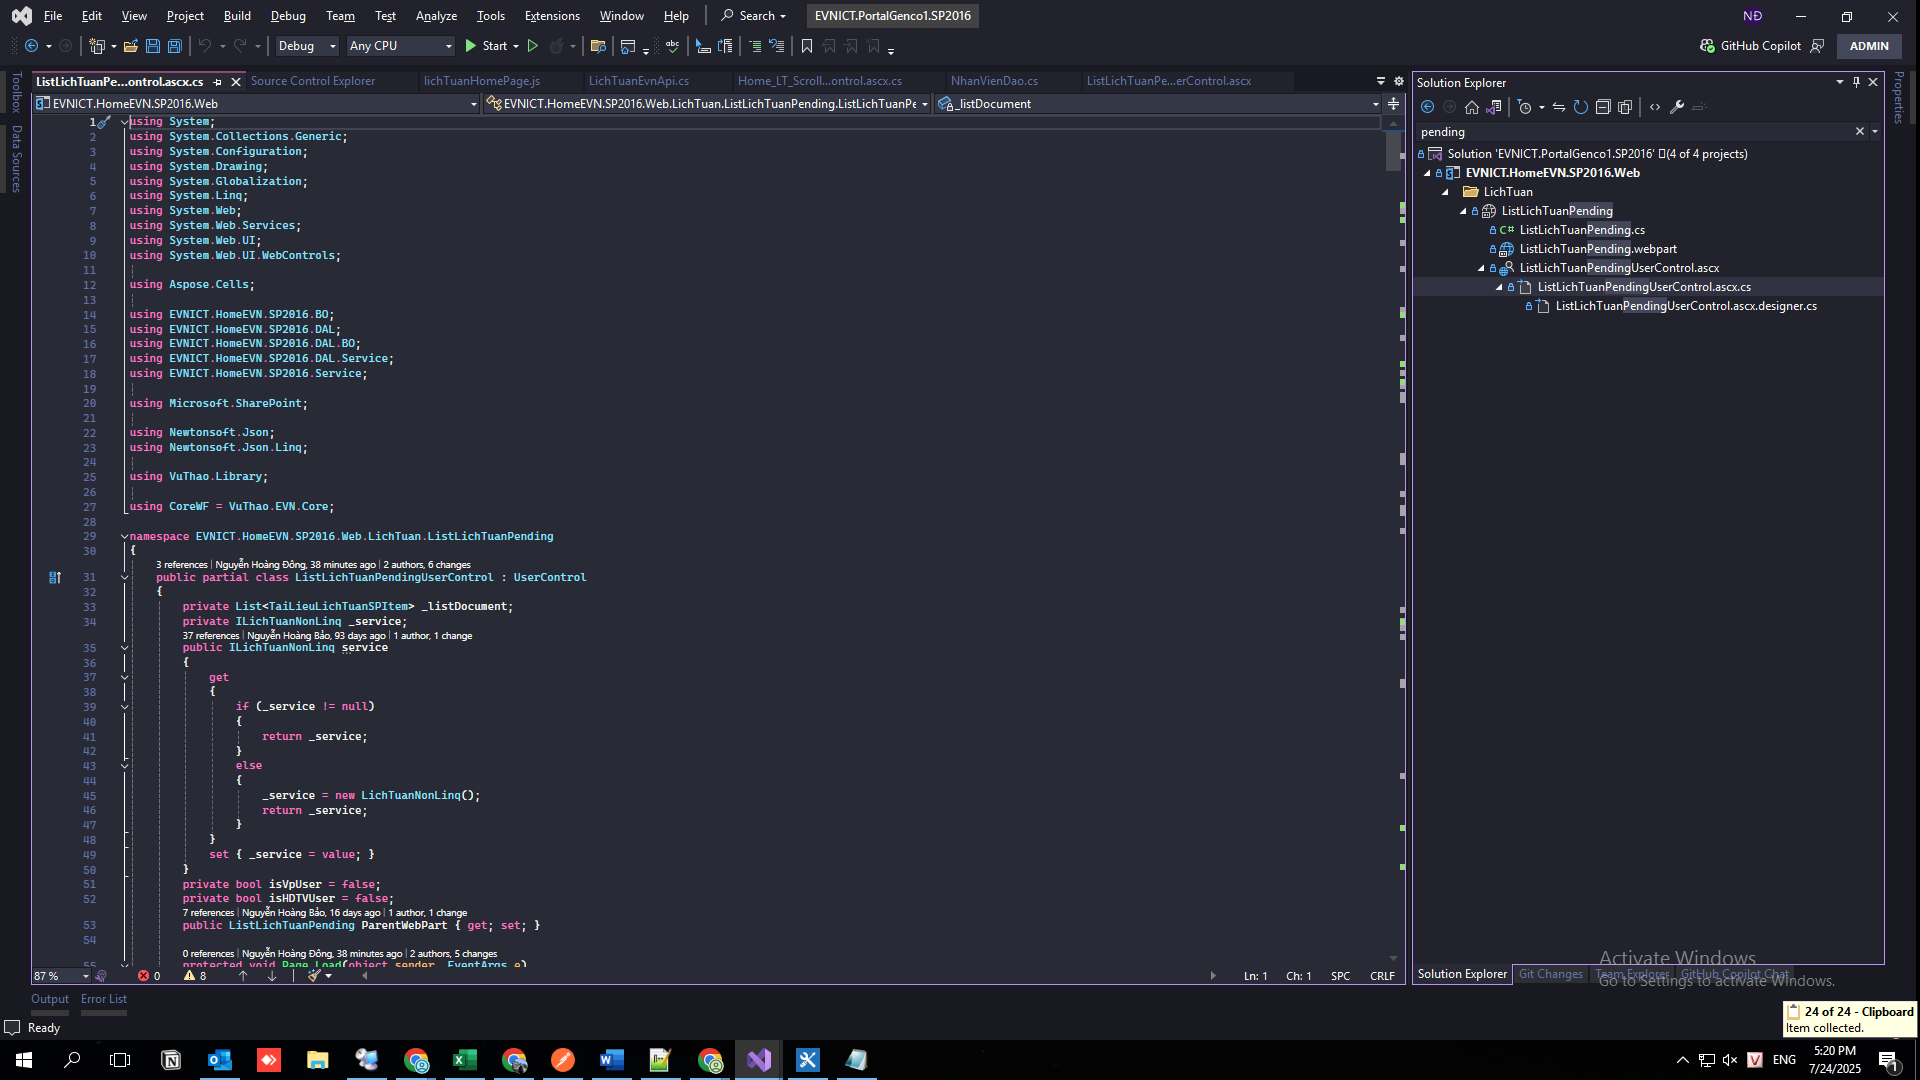 File Edit View Project Build Debug Team Test Analyze Tools Extensions Window Help Search EVNICT.PortalGenco1.SP2016 NĐ
Debug Any CPU Start GitHub Copilot ADMIN
ListLichTuanPe...ontrol.ascx.cs Source Control Explorer lichTuanHomePage.js LichTuanEvnApi.cs Home_LT_Scroll...ontrol.ascx.cs NhanVienDao.cs ListLichTuanPe...erControl.ascx
EVNICT.HomeEVN.SP2016.Web EVNICT.HomeEVN.SP2016.Web.LichTuan.ListLichTuanPending.ListLichTuanPe _listDocument
Toolbox
Data Sources
1 using System;
2 using System.Collections.Generic;
3 using System.Configuration;
4 using System.Drawing;
5 using System.Globalization;
6 using System.Linq;
7 using System.Web;
8 using System.Web.Services;
9 using System.Web.UI;
10 using System.Web.UI.WebControls;
11
12 using Aspose.Cells;
13
14 using EVNICT.HomeEVN.SP2016.BO;
15 using EVNICT.HomeEVN.SP2016.DAL;
16 using EVNICT.HomeEVN.SP2016.DAL.BO;
17 using EVNICT.HomeEVN.SP2016.DAL.Service;
18 using EVNICT.HomeEVN.SP2016.Service;
19
20 using Microsoft.SharePoint;
21
22 using Newtonsoft.Json;
23 using Newtonsoft.Json.Linq;
24
25 using VuThao.Library;
26
27 using CoreWF = VuThao.EVN.Core;
28
29 namespace EVNICT.HomeEVN.SP2016.Web.LichTuan.ListLichTuanPending
30 {
3 references | Nguyễn Hoàng Đông, 38 minutes ago | 2 authors, 6 changes
31 public partial class ListLichTuanPendingUserControl : UserControl
32 {
33 private List<TaiLieuLichTuanSPItem> _listDocument;
34 private ILichTuanNonLinq _service;
37 references | Nguyễn Hoàng Bảo, 93 days ago | 1 author, 1 change
35 public ILichTuanNonLinq service
36 {
37 get
38 {
39 if (_service != null)
40 {
41 return _service;
42 }
43 else
44 {
45 _service = new LichTuanNonLinq();
46 return _service;
47 }
48 }
49 set { _service = value; }
50 }
51 private bool isVpUser = false;
52 private bool isHDTVUser = false;
7 references | Nguyễn Hoàng Bảo, 16 days ago | 1 author, 1 change
53 public ListLichTuanPending ParentWebPart { get; set; }
54
0 references | Nguyễn Hoàng Đông, 38 minutes ago | 2 authors, 5 changes
55 protected void Page_Load(object sender, EventArgs e)
87 % 0 8 Ln: 1 Ch: 1 SPC CRLF
Solution Explorer
pending
Solution 'EVNICT.PortalGenco1.SP2016' (4 of 4 projects)
EVNICT.HomeEVN.SP2016.Web
LichTuan
ListLichTuanPending
C# ListLichTuanPending.cs
ListLichTuanPending.webpart
ListLichTuanPendingUserControl.ascx
ListLichTuanPendingUserControl.ascx.cs
ListLichTuanPendingUserControl.ascx.designer.cs
Properties
Activate Windows
Go to Settings to activate Windows.
Solution Explorer Git Changes Team Explorer GitHub Copilot Chat
Output Error List
Ready
24 of 24 - Clipboard
Item collected.
ENG
5:20 PM
7/24/2025
1